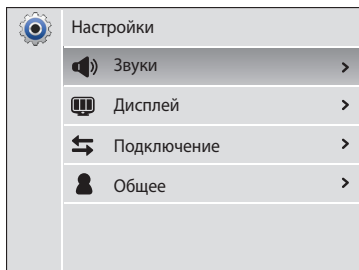 Настройки
Звуки
Дисплей
Подключение
Общее